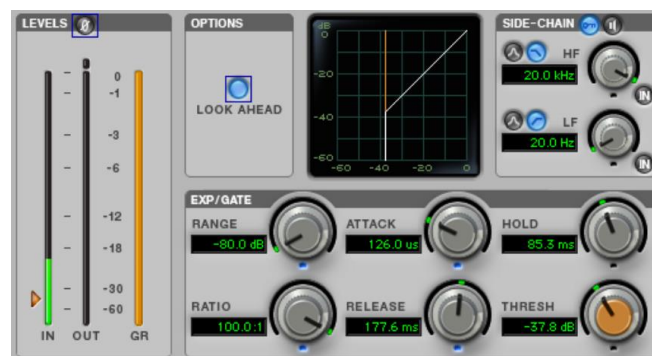 LEVELS Ø
0
-1
-3
-6
-12
-18
-30
-60
IN OUT GR
OPTIONS
LOOK AHEAD
dB
0
-20
-40
-60
-60 -40 -20 0
SIDE-CHAIN
HF
20.0 kHz
IN
LF
20.0 Hz
IN
EXP/GATE
RANGE
-80.0 dB
ATTACK
126.0 us
HOLD
85.3 ms
RATIO
100.0:1
RELEASE
177.6 ms
THRESH
-37.8 dB